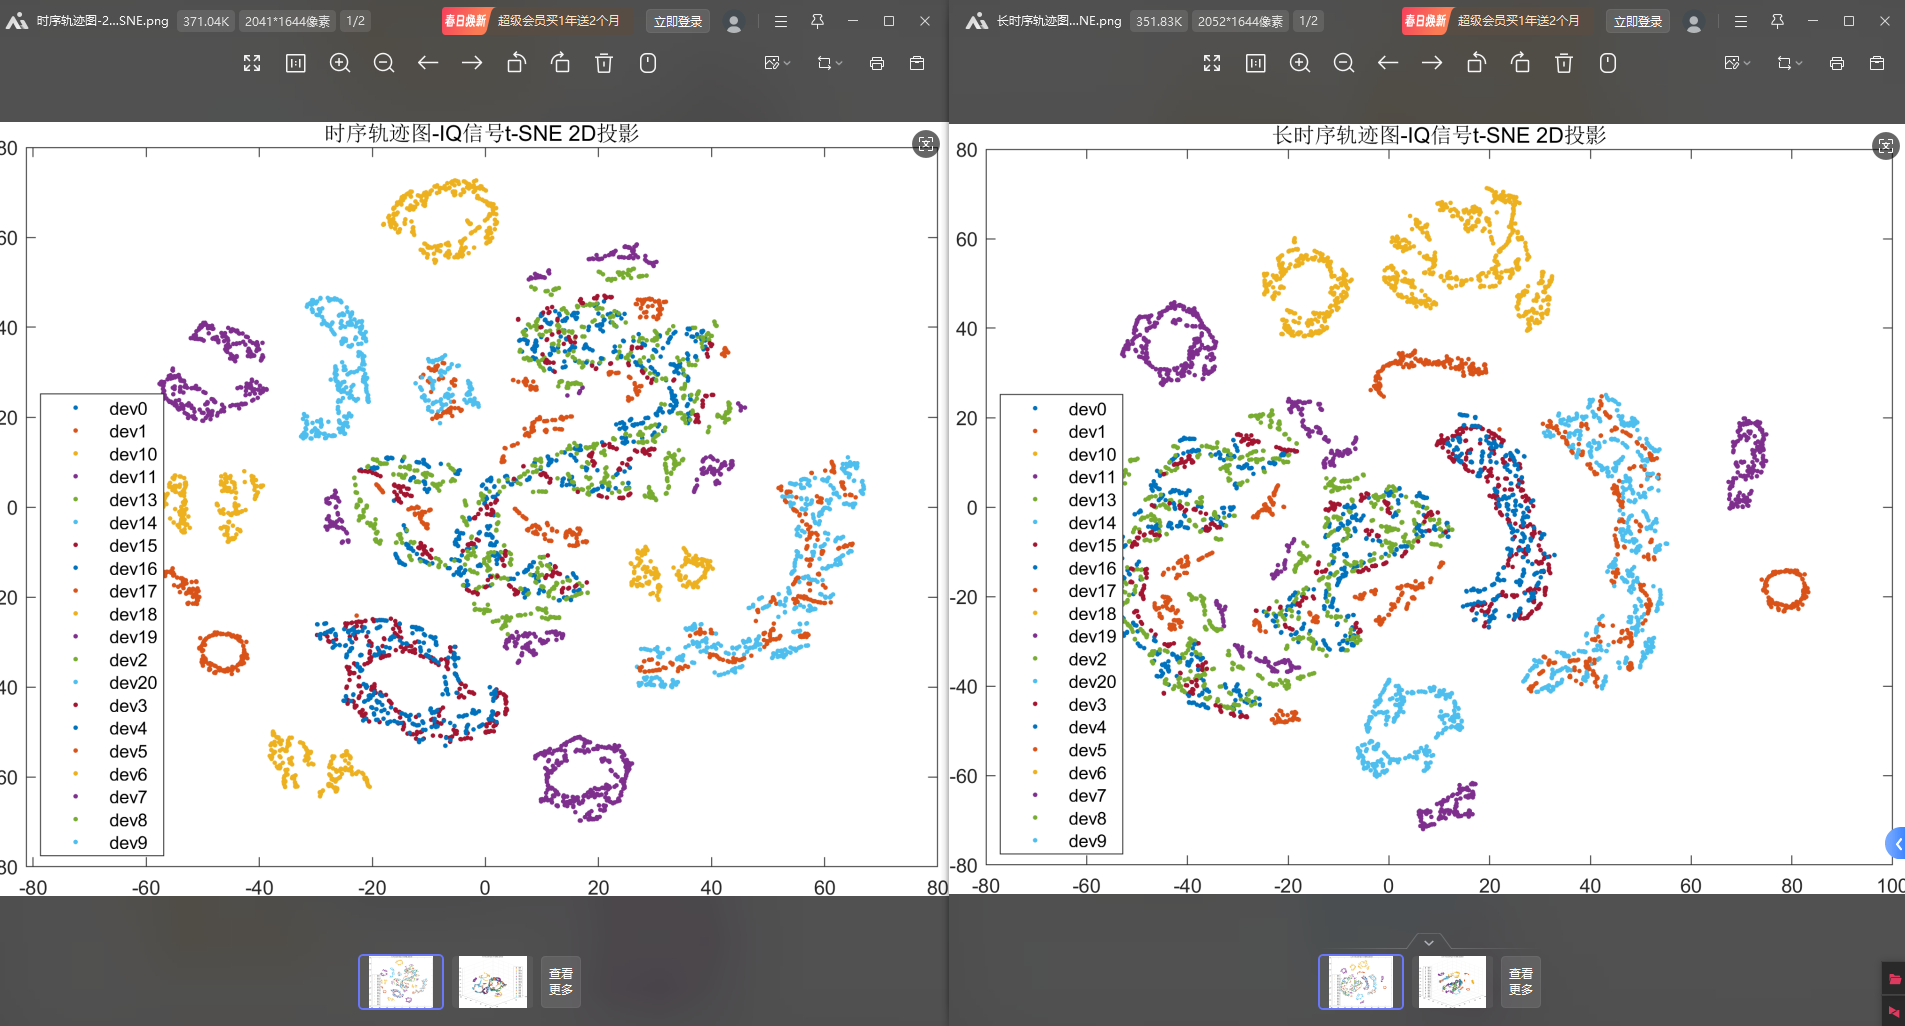 时序轨迹图-2...SNE.png 371.04K 2041*1644像素 1/2 春日焕新 超级会员买1年送2个月 立即登录
时序轨迹图-IQ信号t-SNE 2D投影
80
60
40
20
0
20
40
60
80
-80 -60 -40 -20 0 20 40 60 80
dev0
dev1
dev10
dev11
dev13
dev14
dev15
dev16
dev17
dev18
dev19
dev2
dev20
dev3
dev4
dev5
dev6
dev7
dev8
dev9
查看
更多
长时序轨迹图...NE.png 351.83K 2052*1644像素 1/2 春日焕新 超级会员买1年送2个月 立即登录
长时序轨迹图-IQ信号t-SNE 2D投影
80
60
40
20
0
-20
-40
-60
-80
-80 -60 -40 -20 0 20 40 60 80 100
dev0
dev1
dev10
dev11
dev13
dev14
dev15
dev16
dev17
dev18
dev19
dev2
dev20
dev3
dev4
dev5
dev6
dev7
dev8
dev9
查看
更多